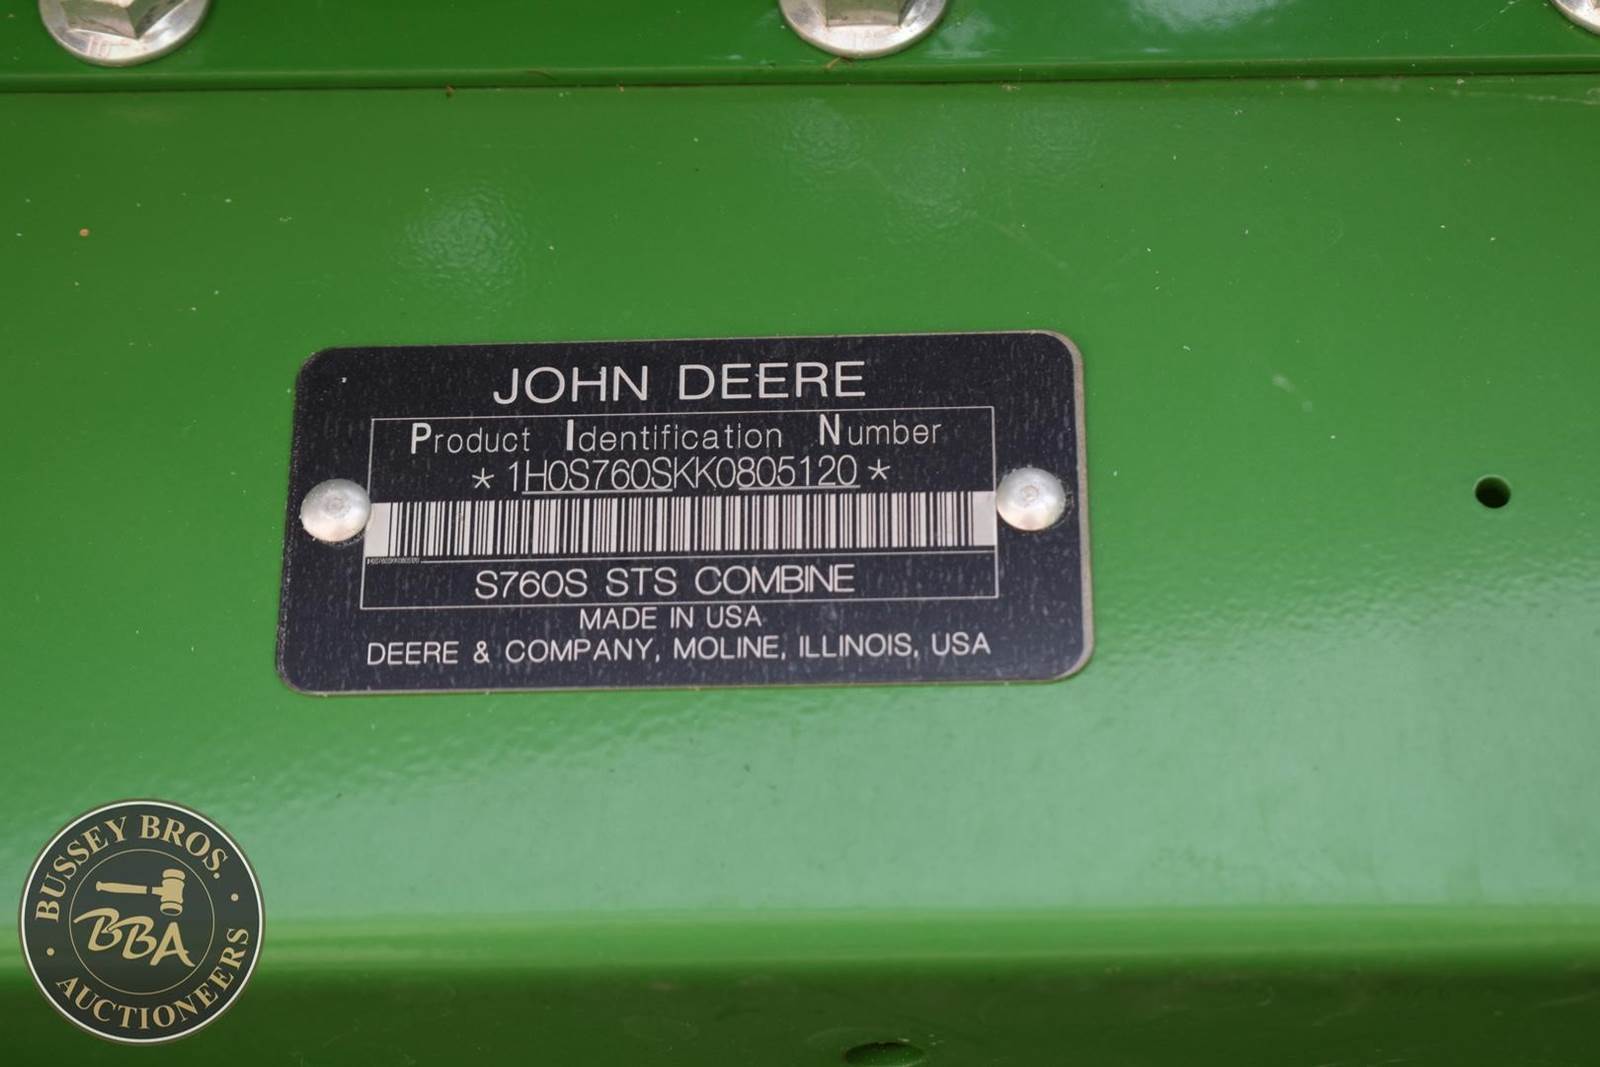 JOHN DEERE
Product Identification Number
*1H0S760SKK0805120*
S760S STS COMBINE
MADE IN USA
DEERE & COMPANY, MOLINE, ILLINOIS, USA
BUSSEY BROS.
BBA
AUCTIONEERS